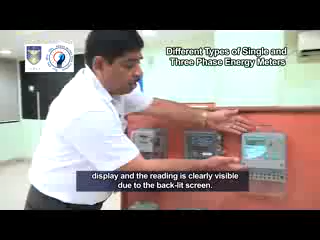 Different Types of Single and
Three Phase Energy Meters
display and the reading is clearly visible
due to the back-lit screen.